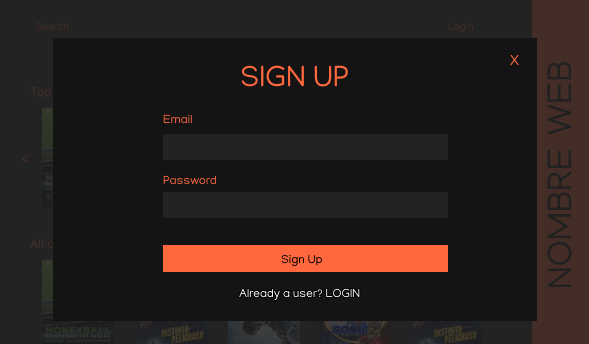 Search
Login
X
SIGN UP
Top
Email
<
Password
All
Sign Up
Already a user? LOGIN
NOMBRE WEB
MONEYBALL
INSTINTO
PELIGROSO
SONIC
INSTINTO
PELIGROSO